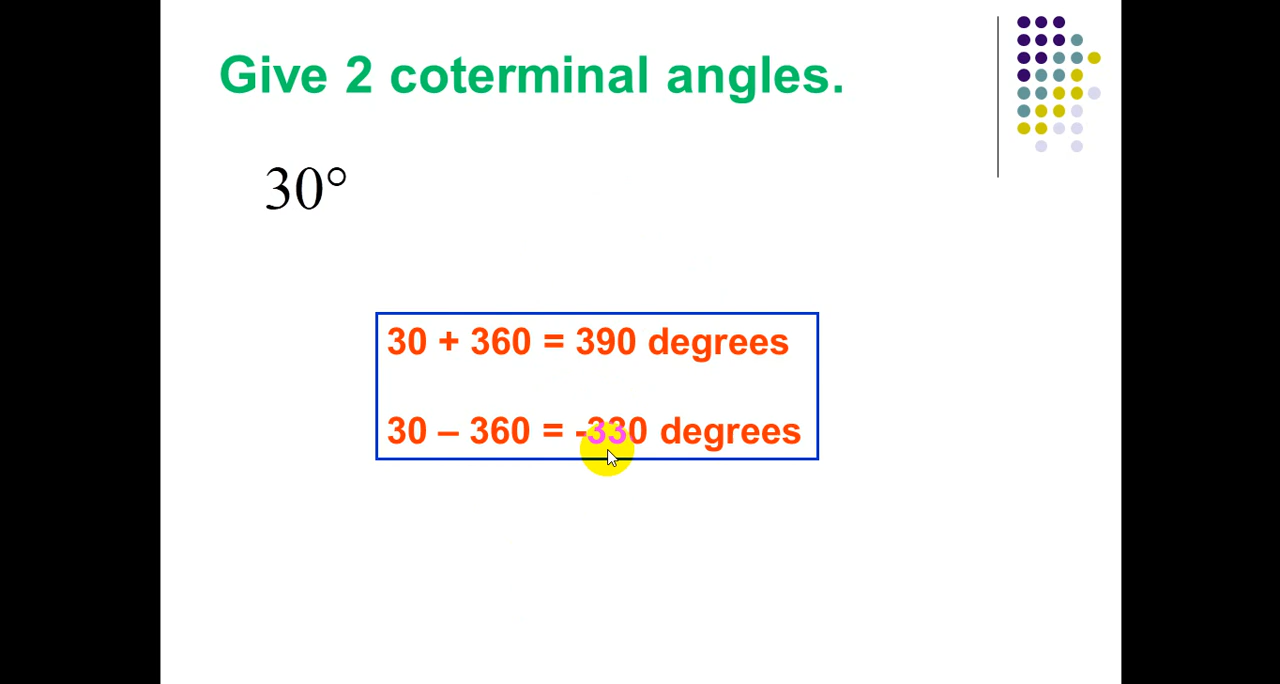 Give 2 coterminal angles.
30°
30 + 360 = 390 degrees
30 – 360 = -330 degrees